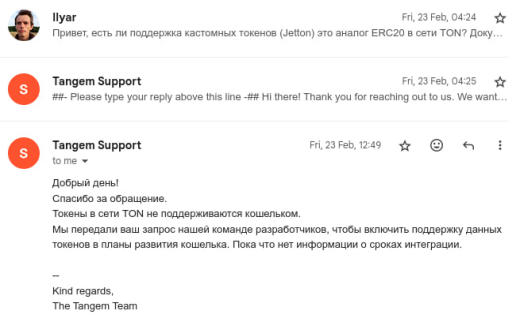 Ilyar
Fri, 23 Feb, 04:24
Привет, есть ли поддержка кастомных токенов (Jetton) это аналог ERC20 в сети TON? Доку...
S
Tangem Support
Fri, 23 Feb, 04:25
##- Please type your reply above this line -## Hi there! Thank you for reaching out to us. We want...
S
Tangem Support
Fri, 23 Feb, 12:49
to me
Добрый день!
Спасибо за обращение.
Токены в сети TON не поддерживаются кошельком.
Мы передали ваш запрос нашей команде разработчиков, чтобы включить поддержку данных
токенов в планы развития кошелька. Пока что нет информации о сроках интеграции.
--
Kind regards,
The Tangem Team